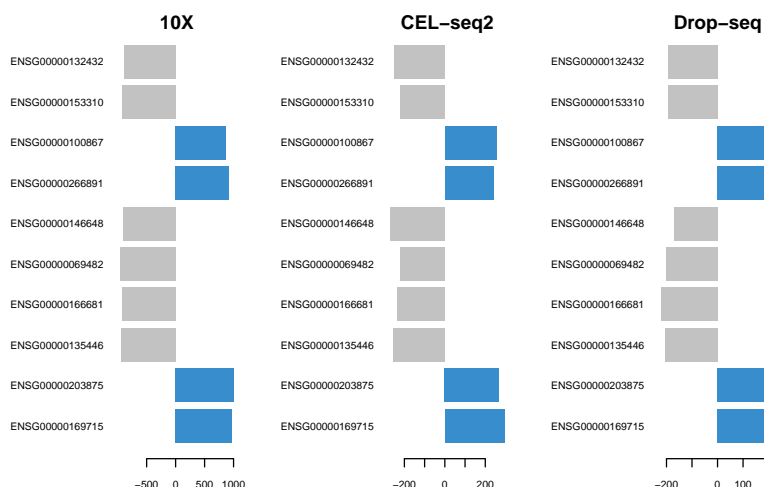 10X CEL−seq2 Drop−seq
ENSG00000132432 ENSG00000132432 ENSG00000132432
ENSG00000153310 ENSG00000153310 ENSG00000153310
ENSG00000100867 ENSG00000100867 ENSG00000100867
ENSG00000266891 ENSG00000266891 ENSG00000266891
ENSG00000146648 ENSG00000146648 ENSG00000146648
ENSG00000069482 ENSG00000069482 ENSG00000069482
ENSG00000166681 ENSG00000166681 ENSG00000166681
ENSG00000135446 ENSG00000135446 ENSG00000135446
ENSG00000203875 ENSG00000203875 ENSG00000203875
ENSG00000169715 ENSG00000169715 ENSG00000169715
−500 0 500 1000 −200 0 200 −200 0 100